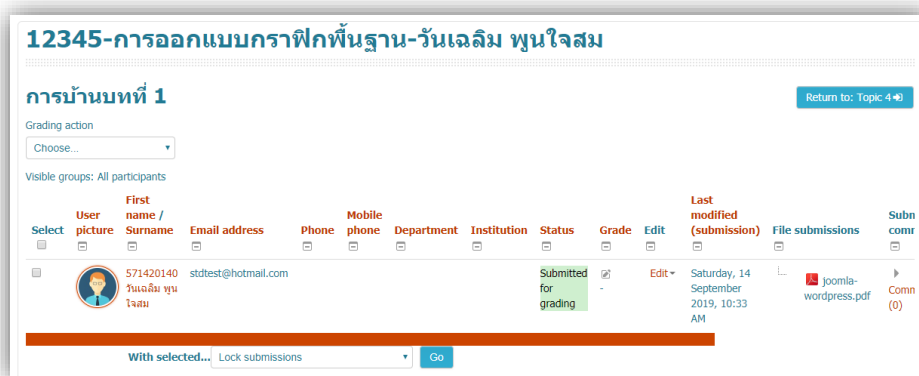 12345-การออกแบบกราฟิกพื้นฐาน-วันเฉลิม พูนใจสม
การบ้านบทที่ 1
Return to: Topic 4
Grading action
Choose...
Visible groups: All participants
Select User picture First name / Surname Email address Phone Mobile phone Department Institution Status Grade Edit Last modified (submission) File submissions
571420140 วันเฉลิม พูนใจสม stdtest@hotmail.com Submitted for grading - Edit Saturday, 14 September 2019, 10:33 AM joomla-wordpress.pdf (0)
With selected... Lock submissions Go